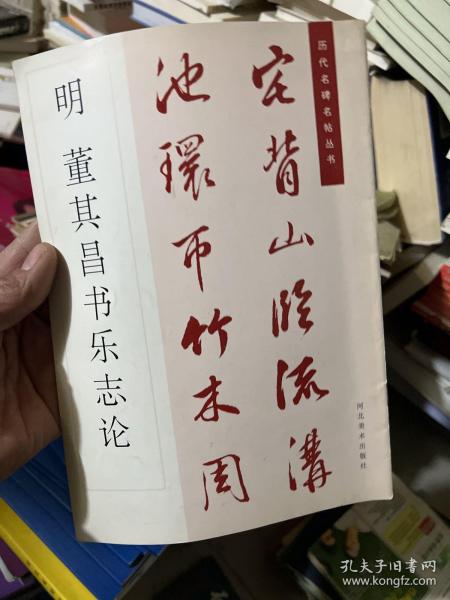 历代名碑名帖丛书
宅背山临流溝
池環帀竹木周
明 董其昌书乐志论
河北美术出版社
孔夫子旧书网
www.kongfz.com